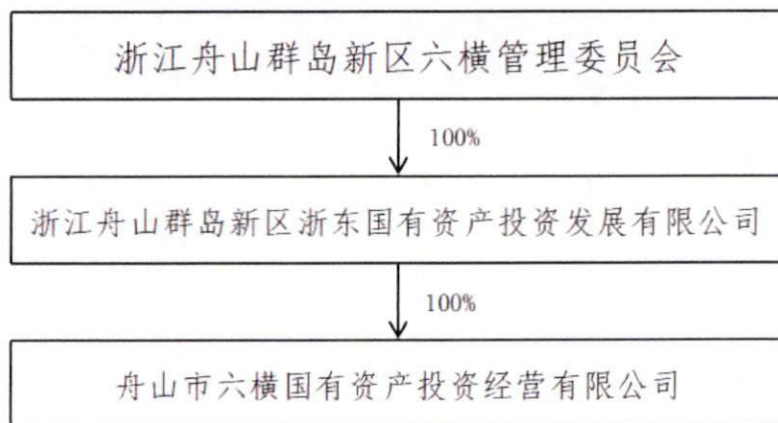 浙江舟山群岛新区六横管理委员会
100%
浙江舟山群岛新区浙东国有资产投资发展有限公司
100%
舟山市六横国有资产投资经营有限公司